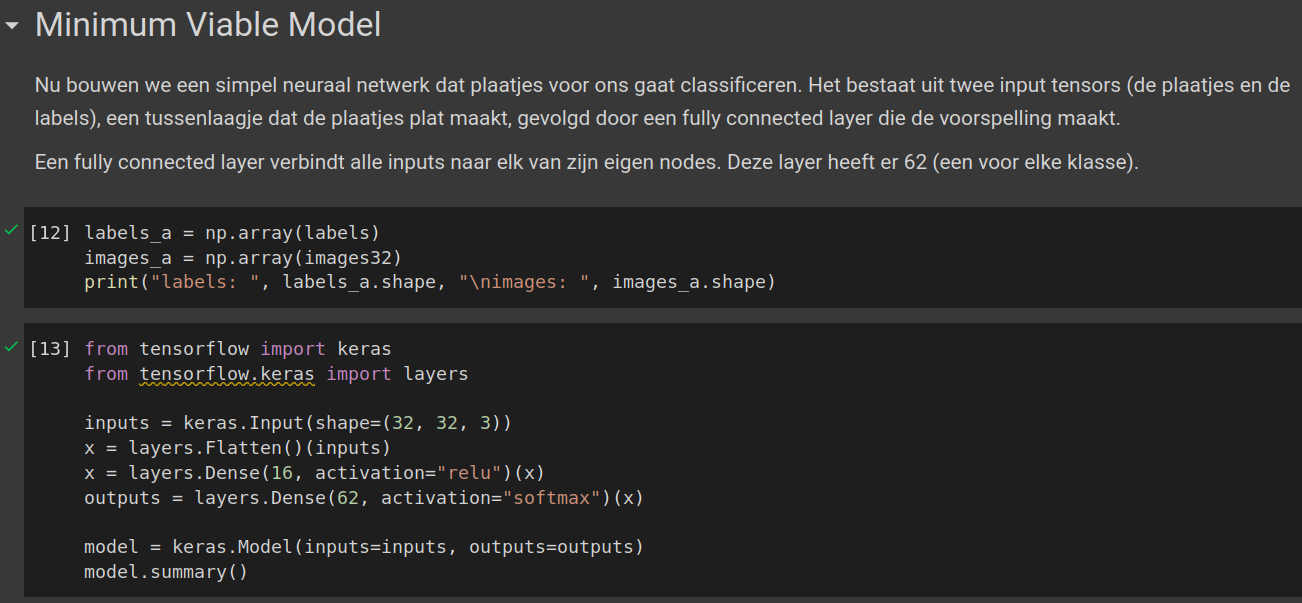 Minimum Viable Model
Nu bouwen we een simpel neuraal netwerk dat plaatjes voor ons gaat classificeren. Het bestaat uit twee input tensors (de plaatjes en de
labels), een tussenlaagje dat de plaatjes plat maakt, gevolgd door een fully connected layer die de voorspelling maakt.
Een fully connected layer verbindt alle inputs naar elk van zijn eigen nodes. Deze layer heeft er 62 (een voor elke klasse).
[12] labels_a = np.array(labels)
images_a = np.array(images32)
print("labels: ", labels_a.shape, "\nimages: ", images_a.shape)
[13] from tensorflow import keras
from tensorflow.keras import layers
inputs = keras.Input(shape=(32, 32, 3))
x = layers.Flatten()(inputs)
x = layers.Dense(16, activation="relu")(x)
outputs = layers.Dense(62, activation="softmax")(x)
model = keras.Model(inputs=inputs, outputs=outputs)
model.summary()